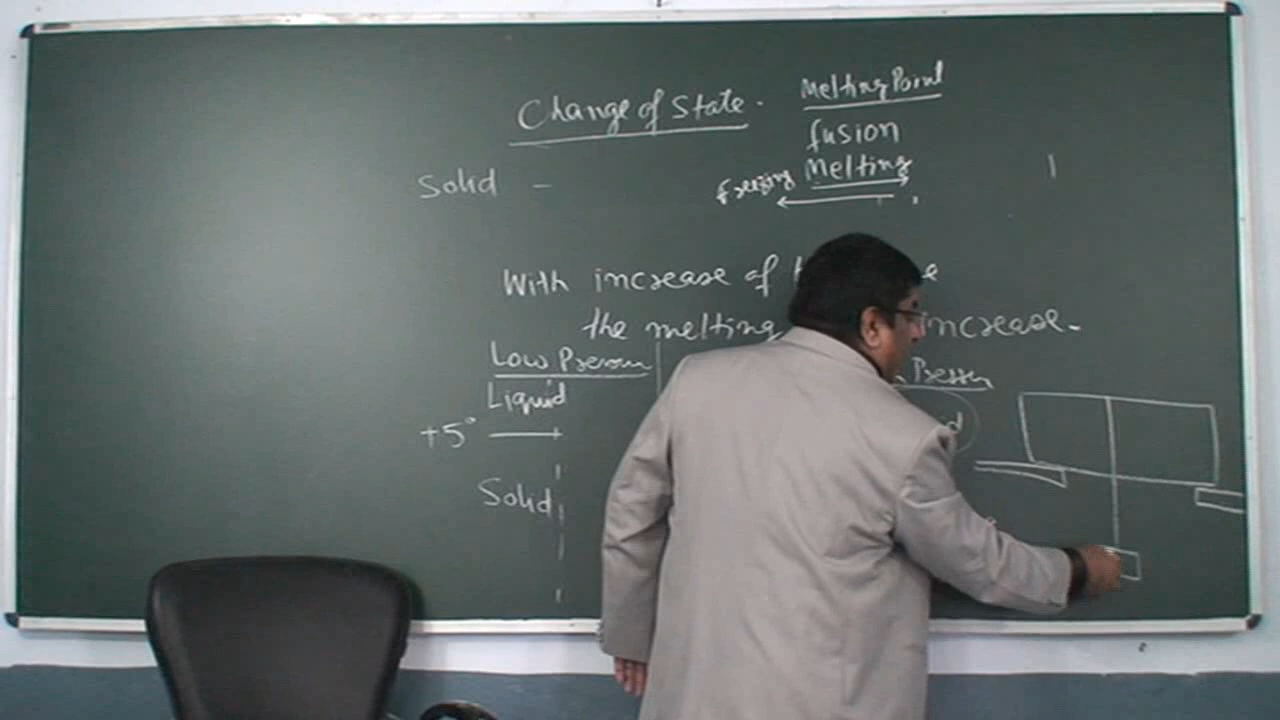 Change of State. Melting Point
fusion
Solid - freezing Melting
With increase of
the melting increase.
Low Pressur
Liquid
+5°
Solid